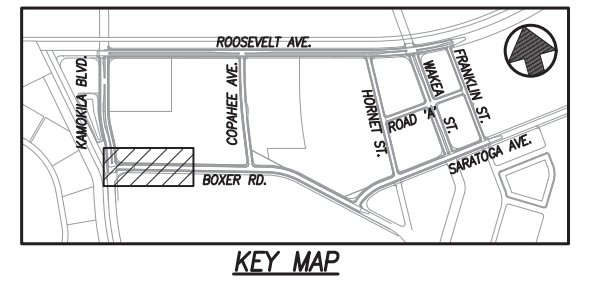 ROOSEVELT AVE.
KAMOKILA BLVD.
COPAHEE AVE.
HORNET ST.
ROAD 'A'
WAKEA ST.
FRANKLIN ST.
SARATOGA AVE.
BOXER RD.
KEY MAP